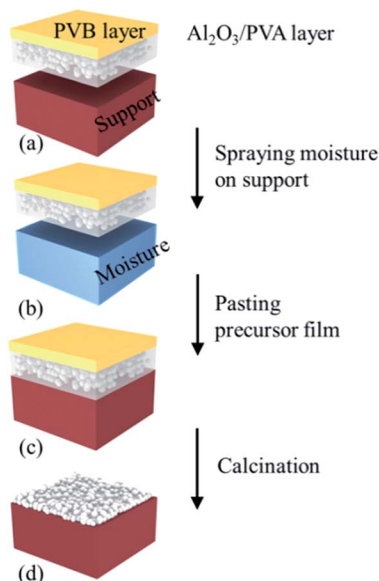 PVB layer
Al₂O₃/PVA layer
Support
(a)
Spraying moisture
on support
Moisture
(b)
Pasting
precursor film
(c)
Calcination
(d)